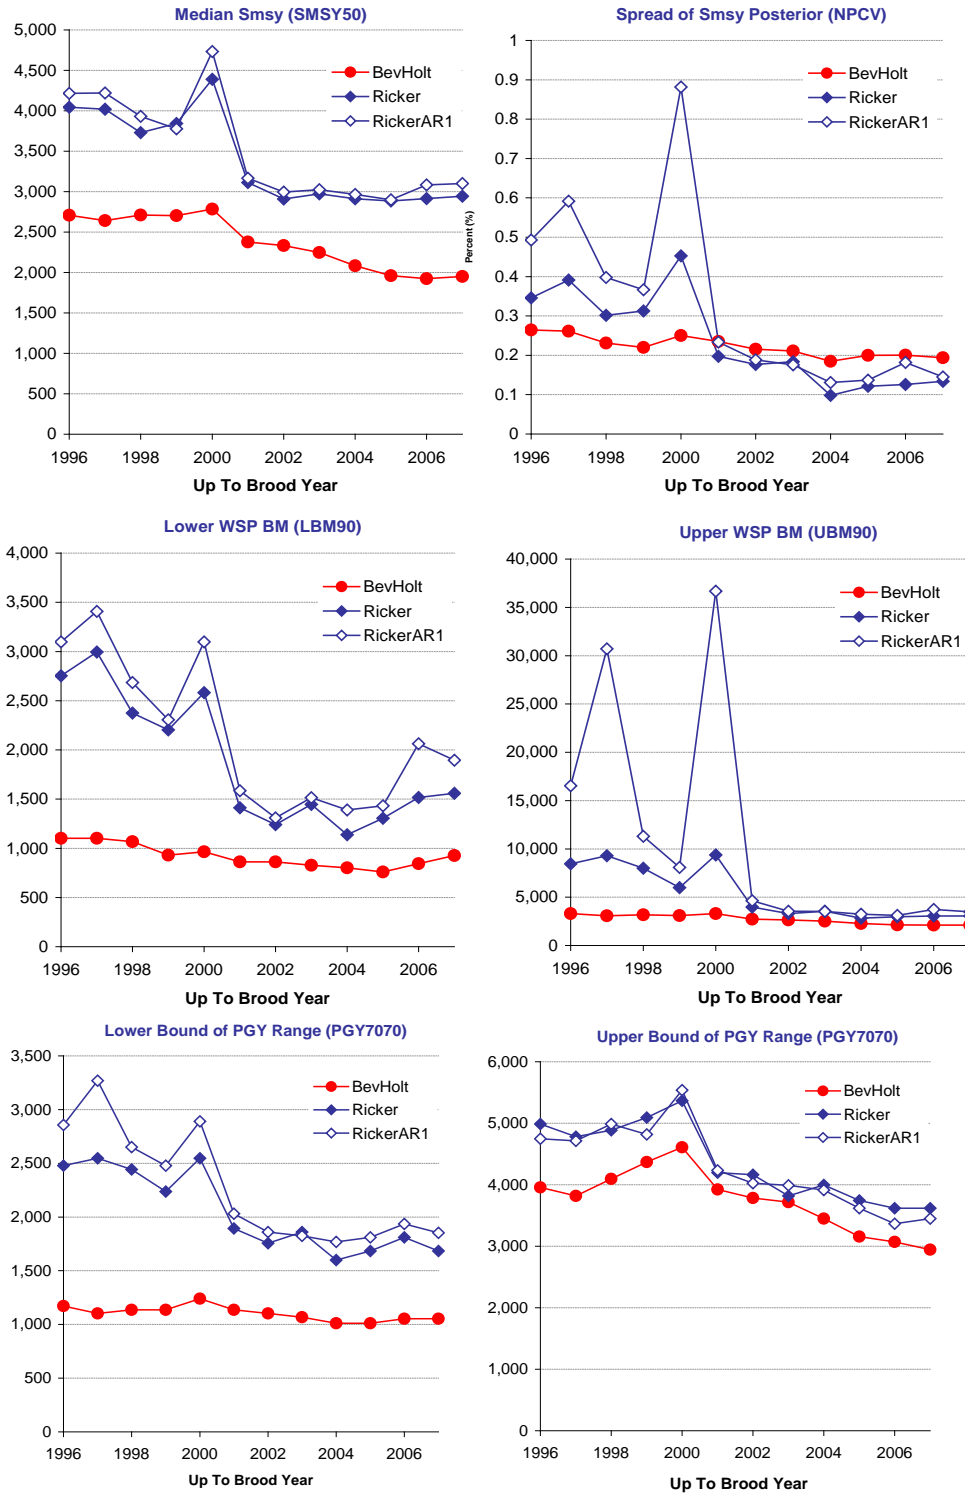 Median Smsy (SMSY50)
5,000
4,500
4,000
3,500
3,000
2,500
2,000
1,500
1,000
500
0
BevHolt
Ricker
RickerAR1
1996 1998 2000 2002 2004 2006
Up To Brood Year
Spread of Smsy Posterior (NPCV)
Percent (%)
1
0.9
0.8
0.7
0.6
0.5
0.4
0.3
0.2
0.1
0
BevHolt
Ricker
RickerAR1
1996 1998 2000 2002 2004 2006
Up To Brood Year
Lower WSP BM (LBM90)
4,000
3,500
3,000
2,500
2,000
1,500
1,000
500
0
BevHolt
Ricker
RickerAR1
1996 1998 2000 2002 2004 2006
Up To Brood Year
Upper WSP BM (UBM90)
40,000
35,000
30,000
25,000
20,000
15,000
10,000
5,000
0
BevHolt
Ricker
RickerAR1
1996 1998 2000 2002 2004 2006
Up To Brood Year
Lower Bound of PGY Range (PGY7070)
3,500
3,000
2,500
2,000
1,500
1,000
500
0
BevHolt
Ricker
RickerAR1
1996 1998 2000 2002 2004 2006
Up To Brood Year
Upper Bound of PGY Range (PGY7070)
6,000
5,000
4,000
3,000
2,000
1,000
0
BevHolt
Ricker
RickerAR1
1996 1998 2000 2002 2004 2006
Up To Brood Year